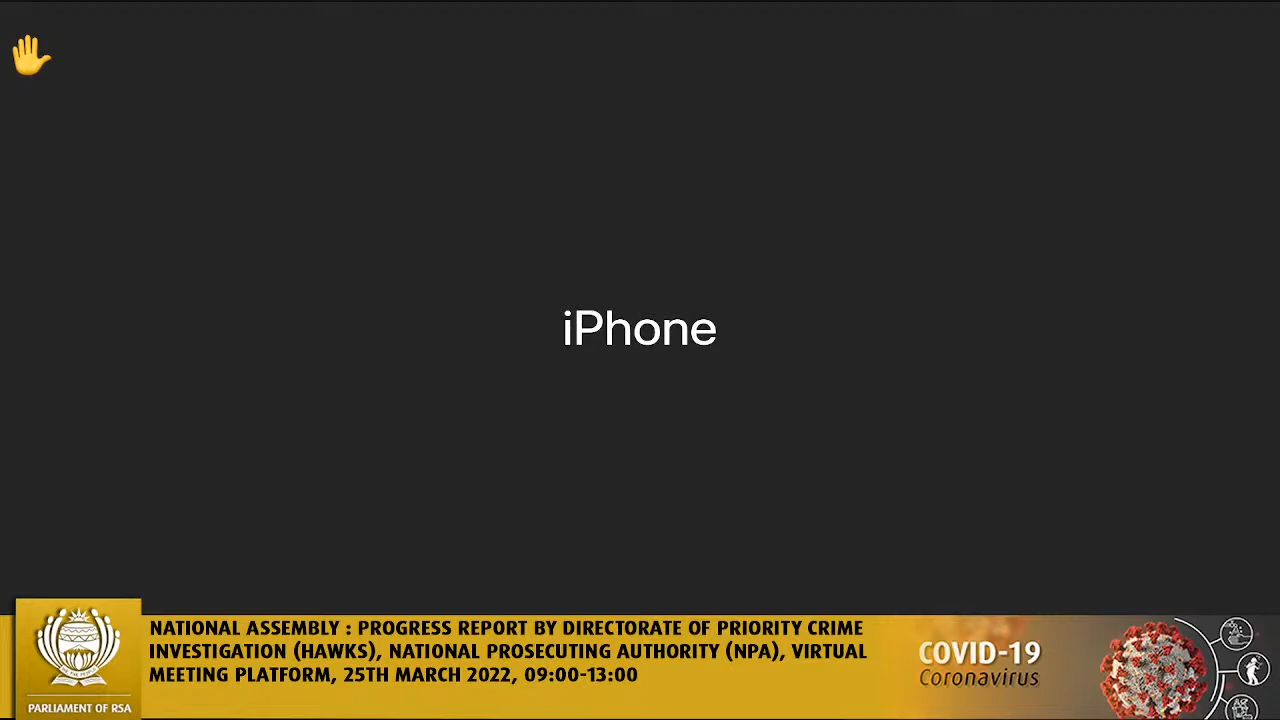 iPhone
NATIONAL ASSEMBLY : PROGRESS REPORT BY DIRECTORATE OF PRIORITY CRIME
INVESTIGATION (HAWKS), NATIONAL PROSECUTING AUTHORITY (NPA), VIRTUAL
MEETING PLATFORM, 25TH MARCH 2022, 09:00-13:00
COVID-19
Coronavirus
PARLIAMENT OF RSA